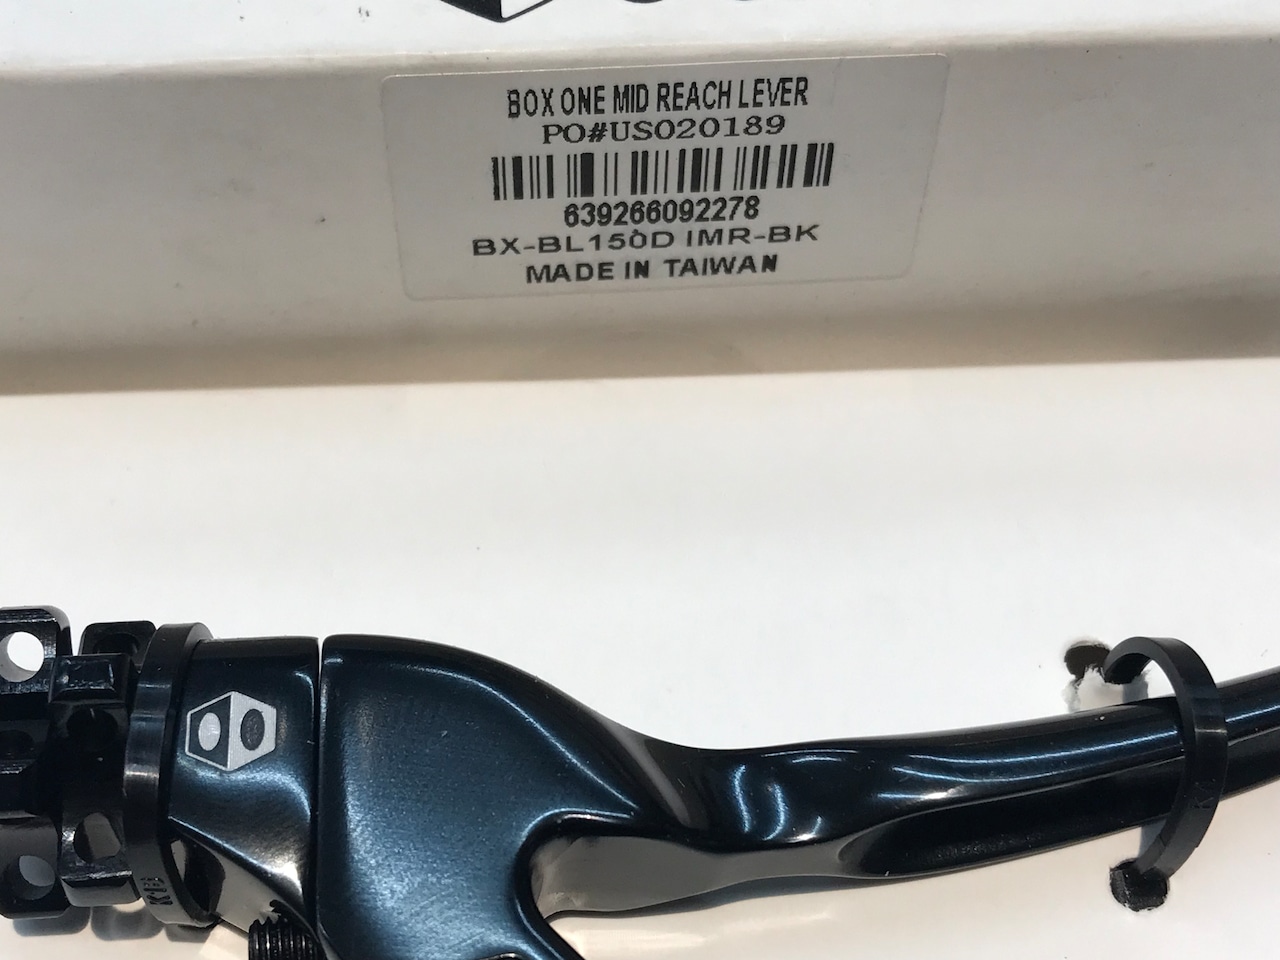 BOX ONE MID REACH LEVER
PO#US020189
639266092278
BX-BL150D IMR-BK
MADE IN TAIWAN